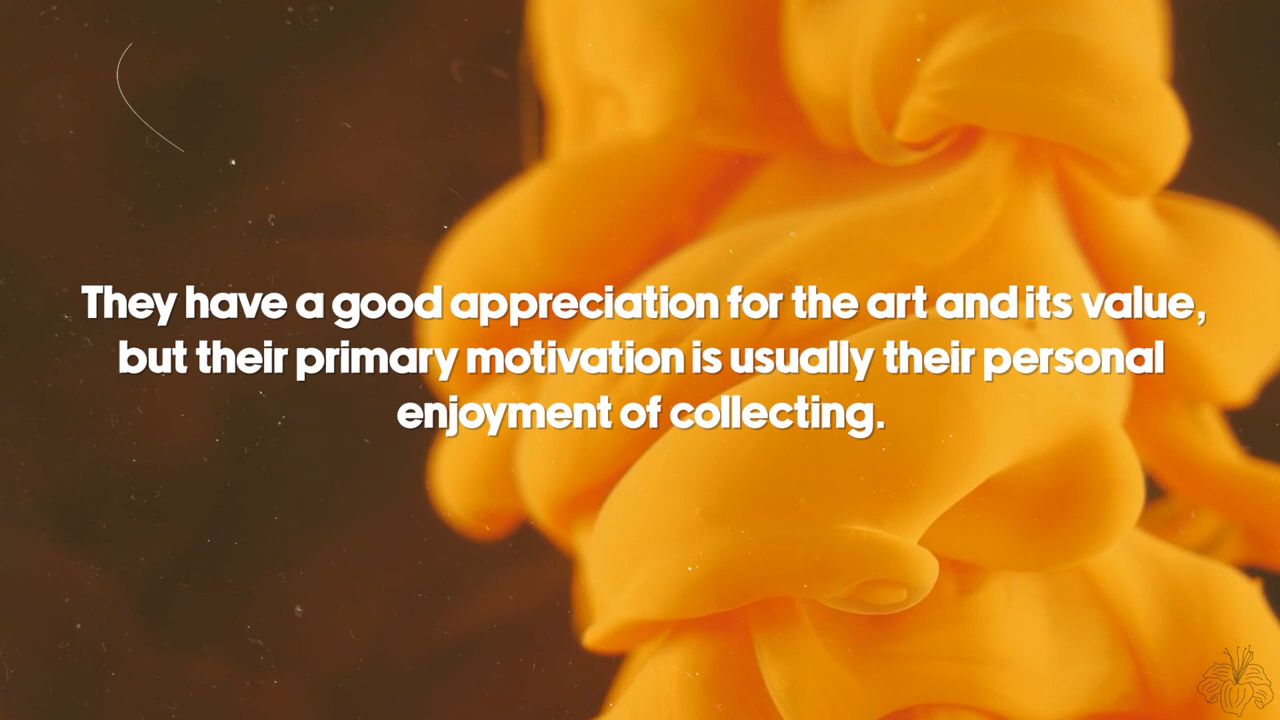 They have a good appreciation for the art and its value,
but their primary motivation is usually their personal
enjoyment of collecting.